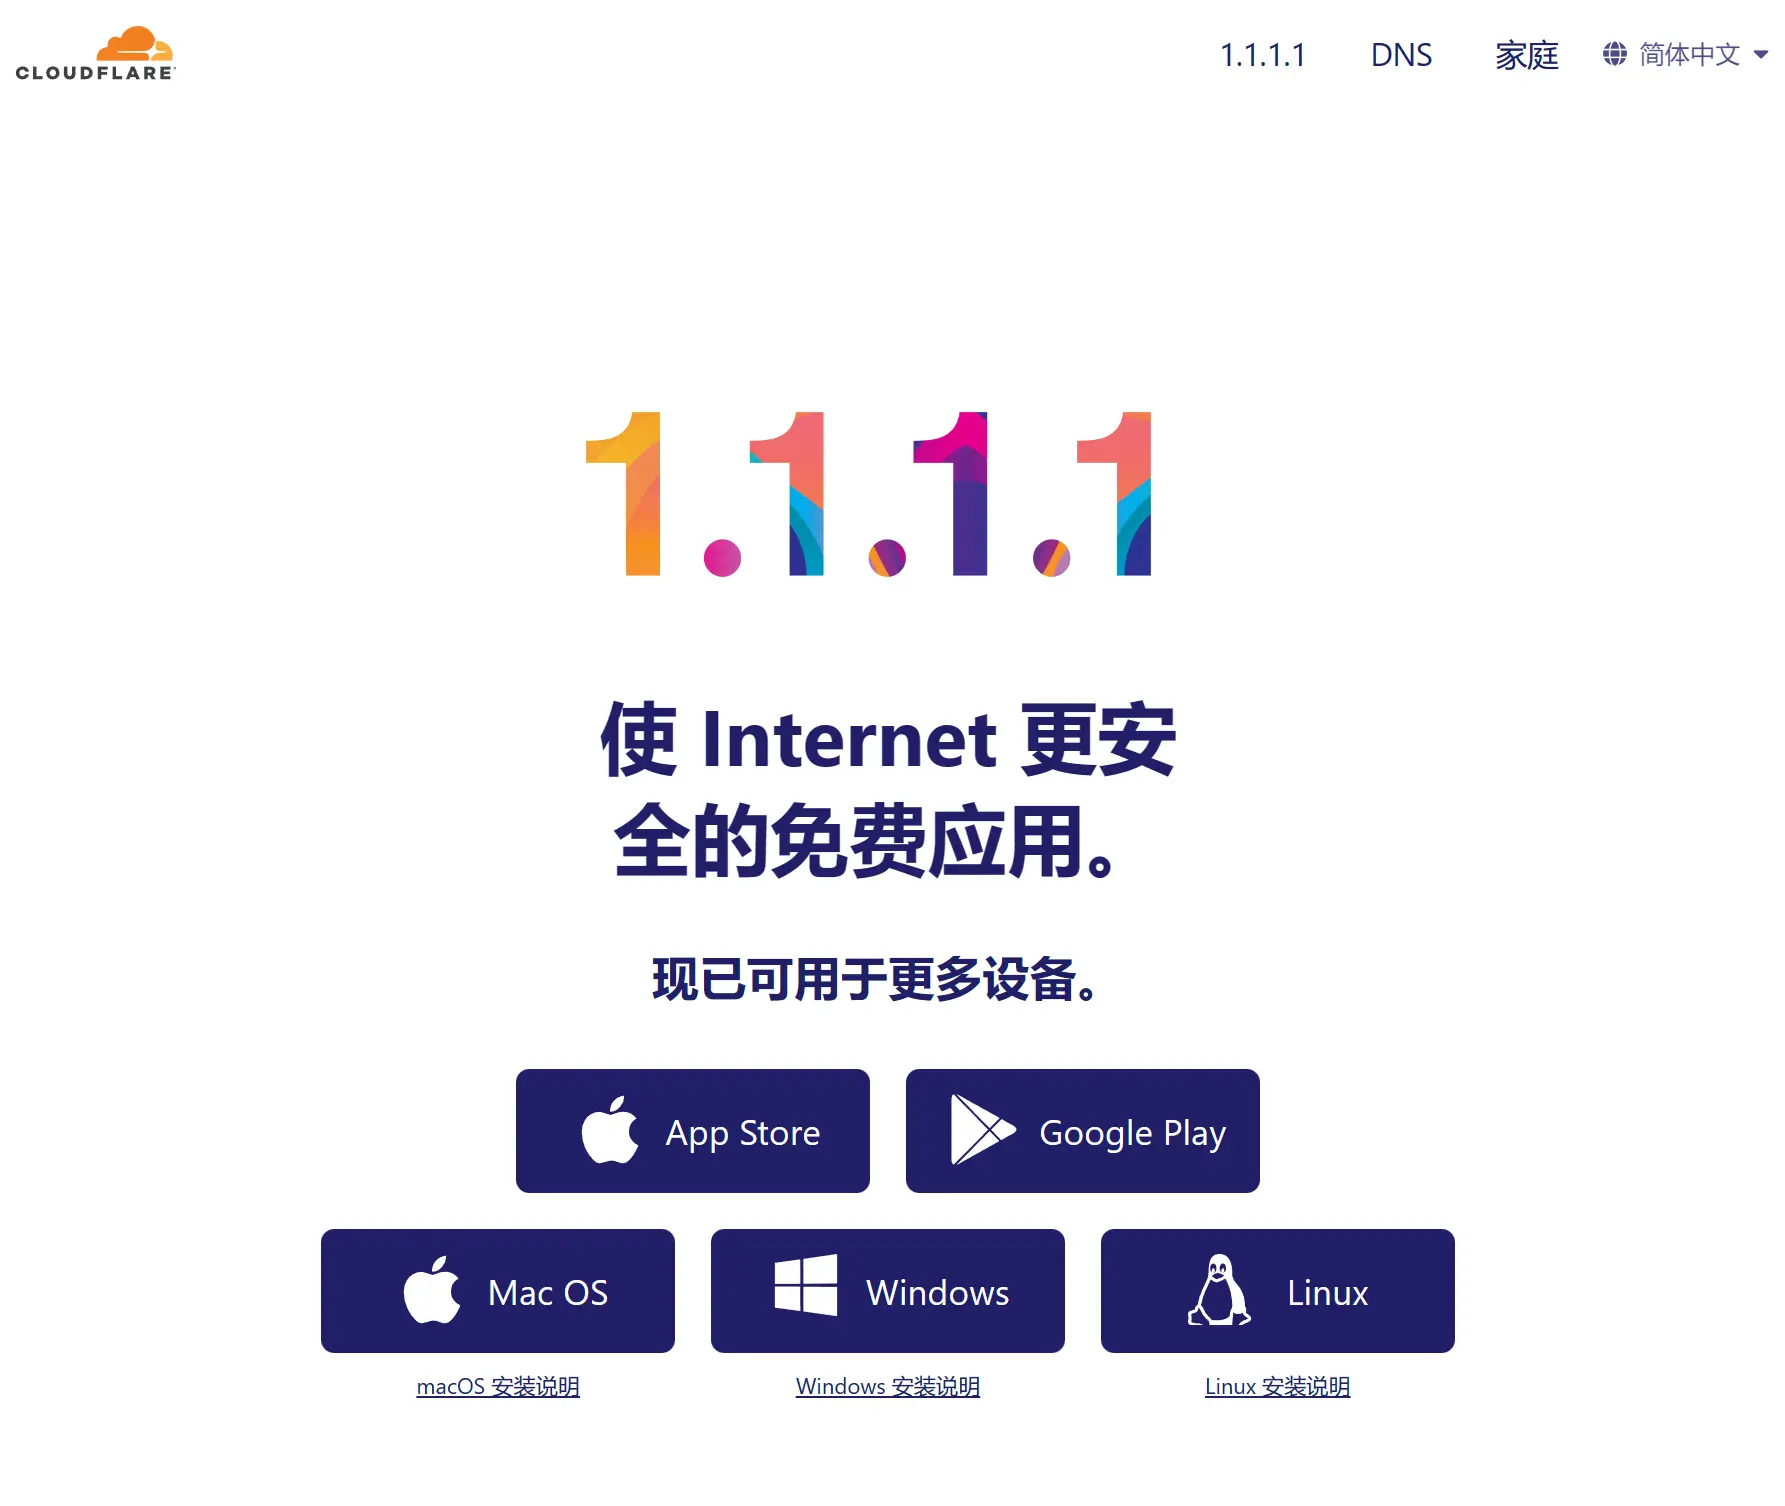 CLOUDFLARE
1.1.1.1 DNS 家庭 简体中文
1.1.1.1
使 Internet 更安
全的免费应用。
现已可用于更多设备。
App Store
Google Play
Mac OS
Windows
Linux
macOS 安装说明
Windows 安装说明
Linux 安装说明